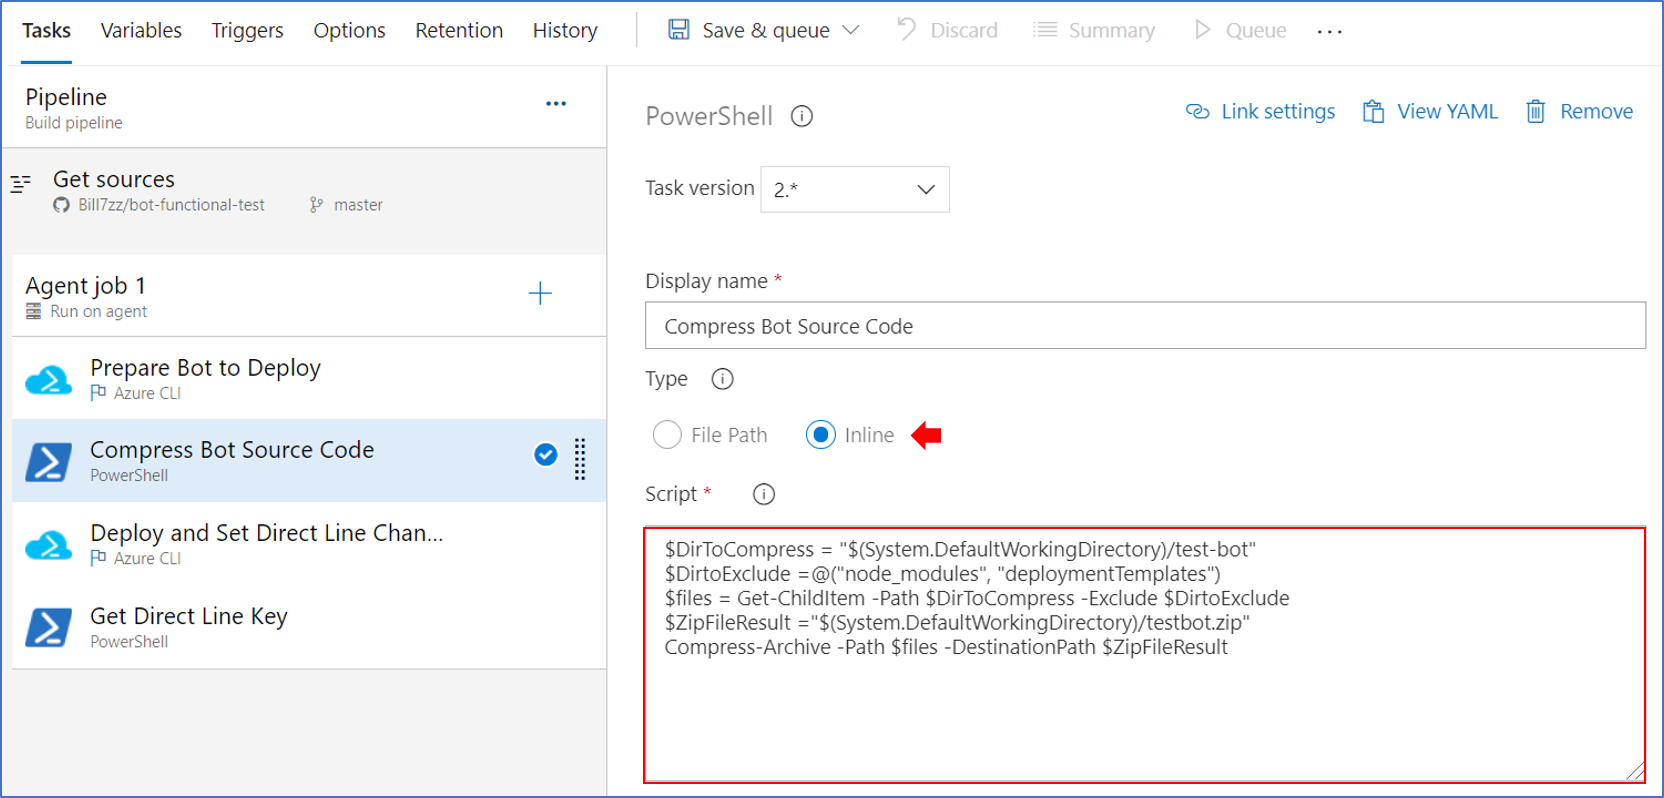 Tasks Variables Triggers Options Retention History Save & queue Discard Summary Queue ...
Pipeline
Build pipeline
Get sources
Bill7zz/bot-functional-test master
Agent job 1
Run on agent
Prepare Bot to Deploy
Azure CLI
Compress Bot Source Code
PowerShell
Deploy and Set Direct Line Chan...
Azure CLI
Get Direct Line Key
PowerShell
PowerShell
Link settings View YAML Remove
Task version 2.*
Display name *
Compress Bot Source Code
Type
File Path Inline
Script *
$DirToCompress = "$(System.DefaultWorkingDirectory)/test-bot"
$DirtoExclude =@("node_modules", "deploymentTemplates")
$files = Get-ChildItem -Path $DirToCompress -Exclude $DirtoExclude
$ZipFileResult ="$(System.DefaultWorkingDirectory)/testbot.zip"
Compress-Archive -Path $files -DestinationPath $ZipFileResult